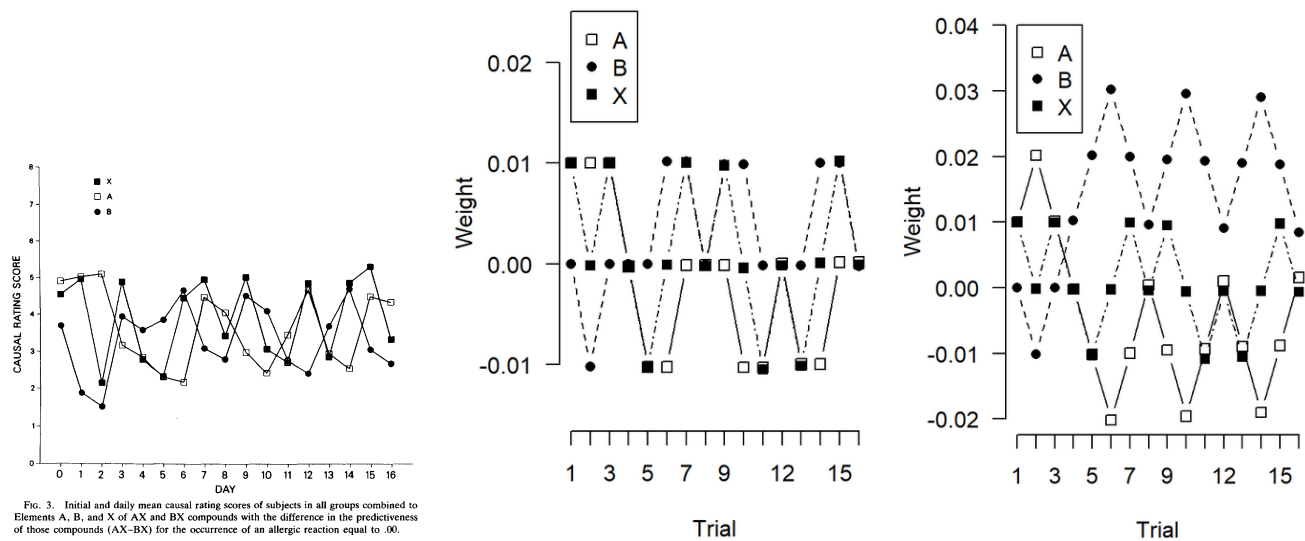 8
7
6
5
4
3
2
1
0
CAUSAL RATING SCORE
X
A
B
0 1 2 3 4 5 6 7 8 9 10 11 12 13 14 15 16
DAY
FIG. 3. Initial and daily mean causal rating scores of subjects in all groups combined to
Elements A, B, and X of AX and BX compounds with the difference in the predictiveness
of those compounds (AX–BX) for the occurrence of an allergic reaction equal to .00.
A
B
X
0.02
0.01
0.00
-0.01
Weight
1 3 5 7 9 12 15
Trial
A
B
X
0.04
0.03
0.02
0.01
0.00
-0.01
-0.02
Weight
1 3 5 7 9 12 15
Trial